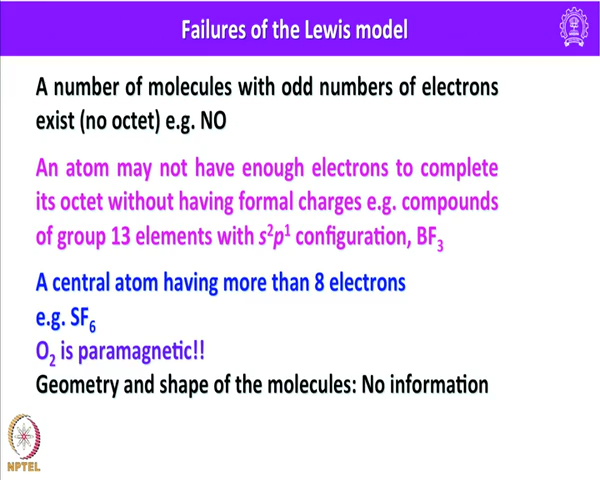 Failures of the Lewis model
A number of molecules with odd numbers of electrons
exist (no octet) e.g. NO
An atom may not have enough electrons to complete
its octet without having formal charges e.g. compounds
of group 13 elements with s²p¹ configuration, BF₃
A central atom having more than 8 electrons
e.g. SF₆
O₂ is paramagnetic!!
Geometry and shape of the molecules: No information
NPTEL